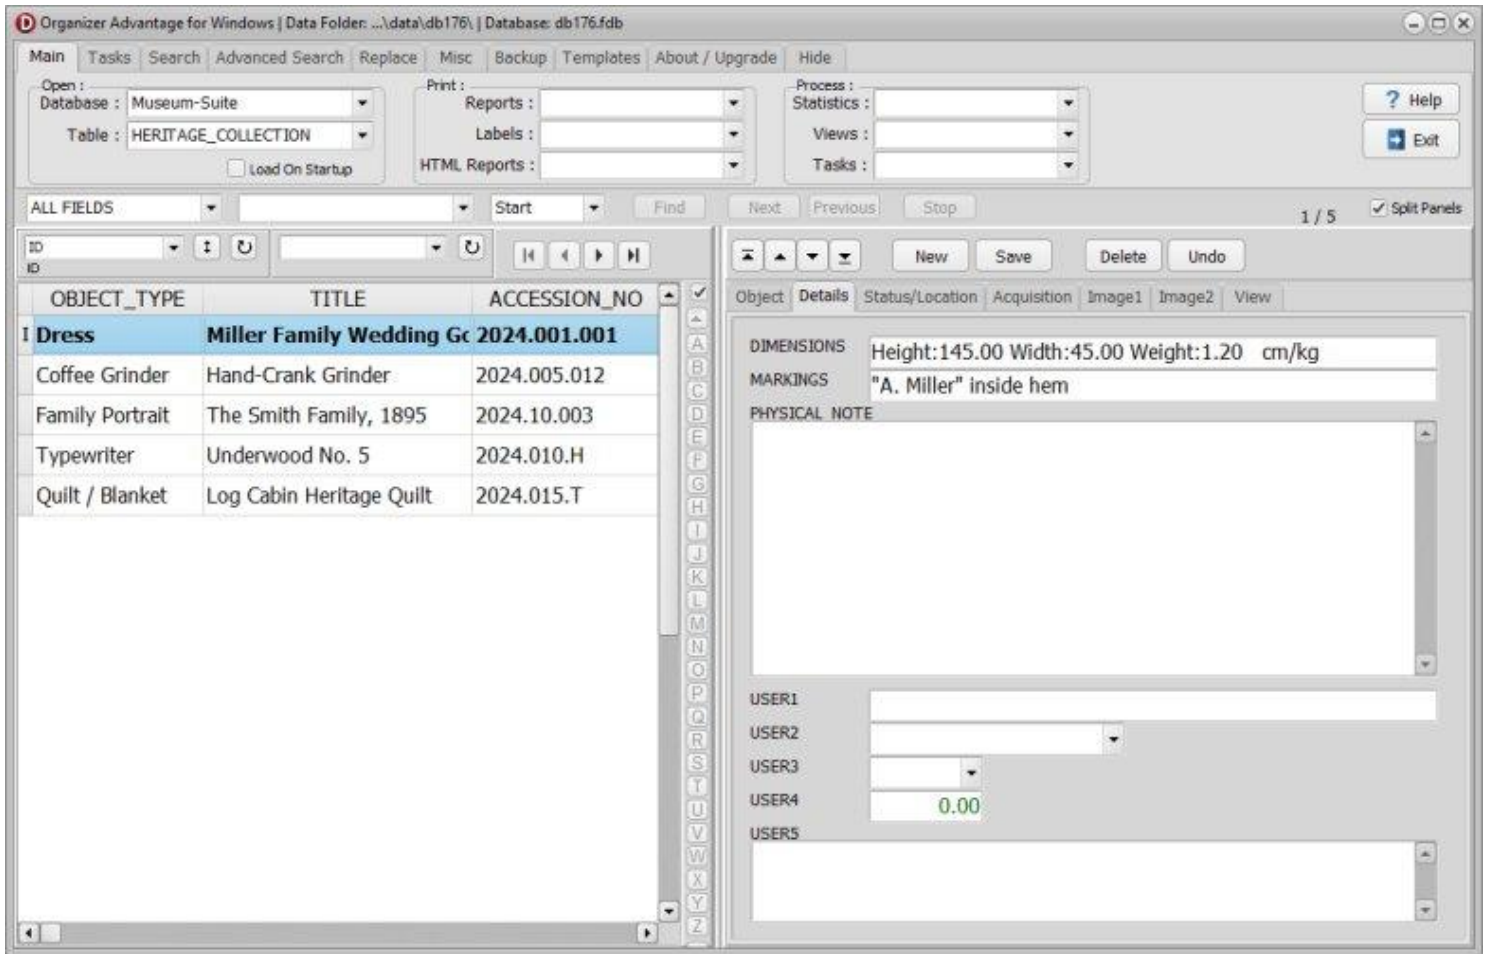 Organizer Advantage for Windows | Data Folder: ...\data\db176\ | Database: db176.fdb
Main Tasks Search Advanced Search Replace Misc Backup Templates About / Upgrade Hide
Open :
Database : Museum-Suite
Table : HERITAGE_COLLECTION
Load On Startup
Print :
Reports :
Labels :
HTML Reports :
Process :
Statistics :
Views :
Tasks :
? Help
Exit
ALL FIELDS Start Find Next Previous Stop 1 / 5 Split Panels
ID
ID
OBJECT_TYPE TITLE ACCESSION_NO
I Dress Miller Family Wedding Gc 2024.001.001
Coffee Grinder Hand-Crank Grinder 2024.005.012
Family Portrait The Smith Family, 1895 2024.10.003
Typewriter Underwood No. 5 2024.010.H
Quilt / Blanket Log Cabin Heritage Quilt 2024.015.T
A
B
C
D
E
F
G
H
I
J
K
L
M
N
O
P
Q
R
S
T
U
V
W
X
Y
Z
New Save Delete Undo
Object Details Status/Location Acquisition Image1 Image2 View
DIMENSIONS Height:145.00 Width:45.00 Weight:1.20 cm/kg
MARKINGS "A. Miller" inside hem
PHYSICAL NOTE
USER1
USER2
USER3
USER4 0.00
USER5